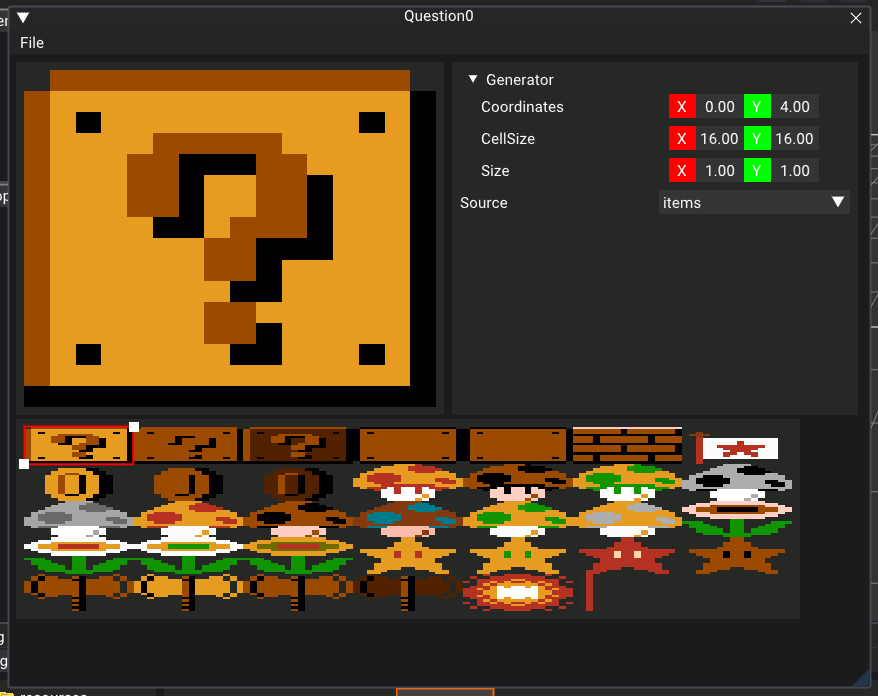 Question0
File
Generator
Coordinates X 0.00 Y 4.00
CellSize X 16.00 Y 16.00
Size X 1.00 Y 1.00
Source items